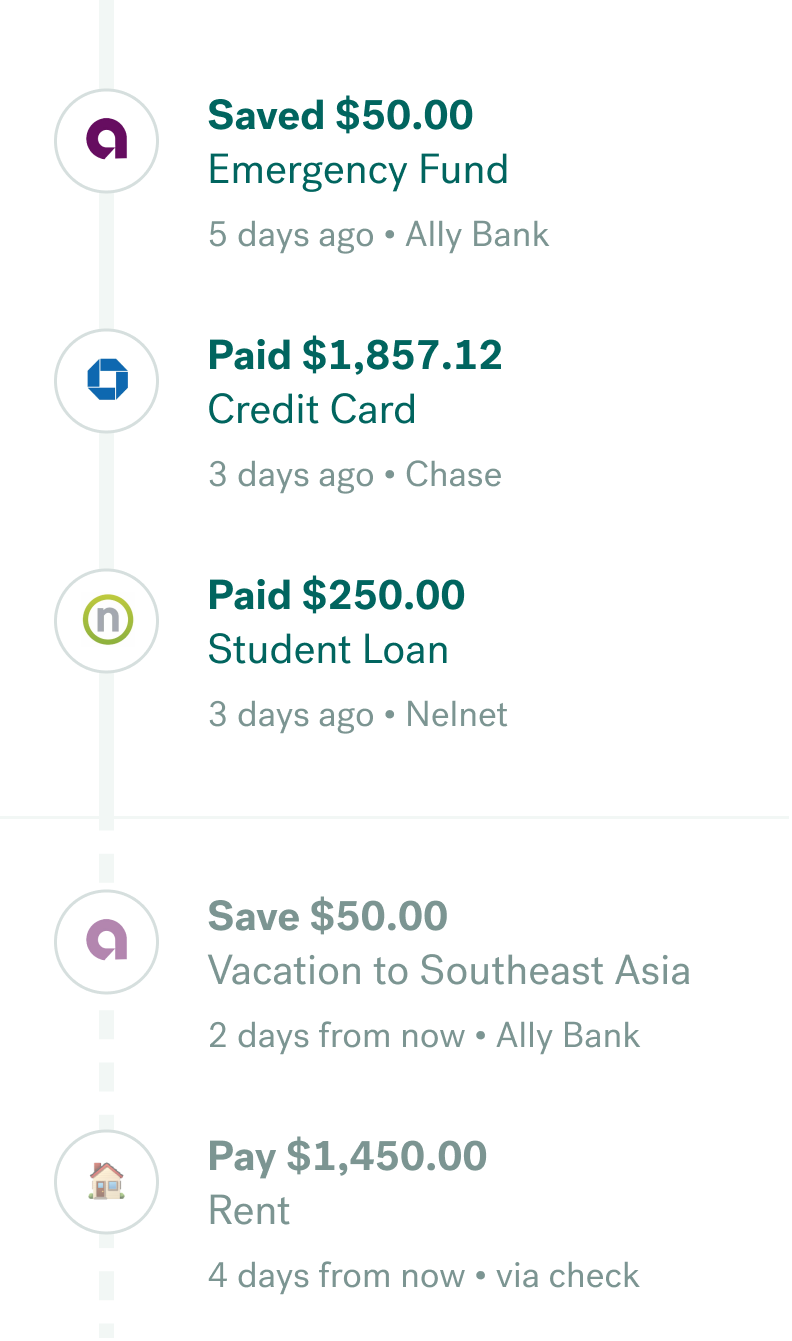 Saved $50.00
Emergency Fund
5 days ago • Ally Bank
Paid $1,857.12
Credit Card
3 days ago • Chase
n
Paid $250.00
Student Loan
3 days ago • Nelnet
Save $50.00
Vacation to Southeast Asia
2 days from now • Ally Bank
Pay $1,450.00
Rent
4 days from now • via check